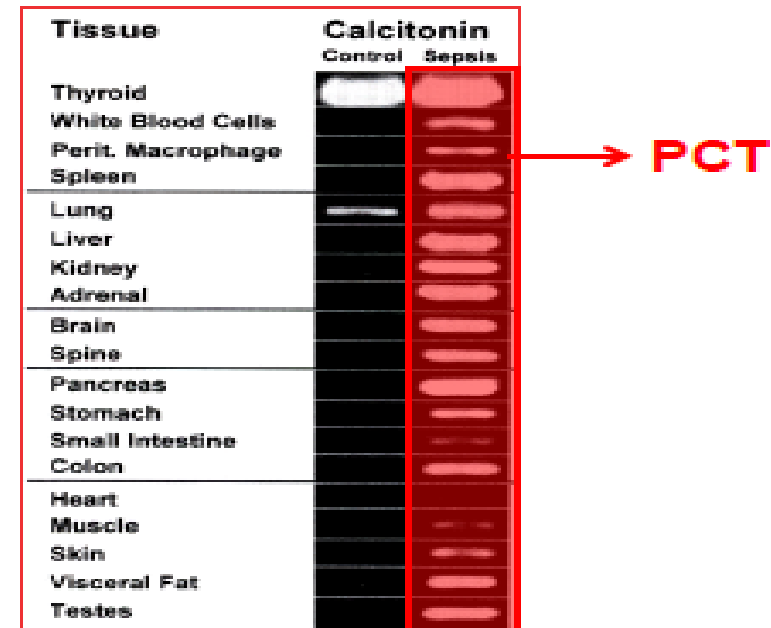 Tissue Calcitonin
Control Sepsis
Thyroid
White Blood Cells
Perit. Macrophage
PCT
Spleen
Lung
Liver
Kidney
Adrenal
Brain
Spine
Pancreas
Stomach
Small Intestine
Colon
Heart
Muscle
Skin
Visceral Fat
Testes